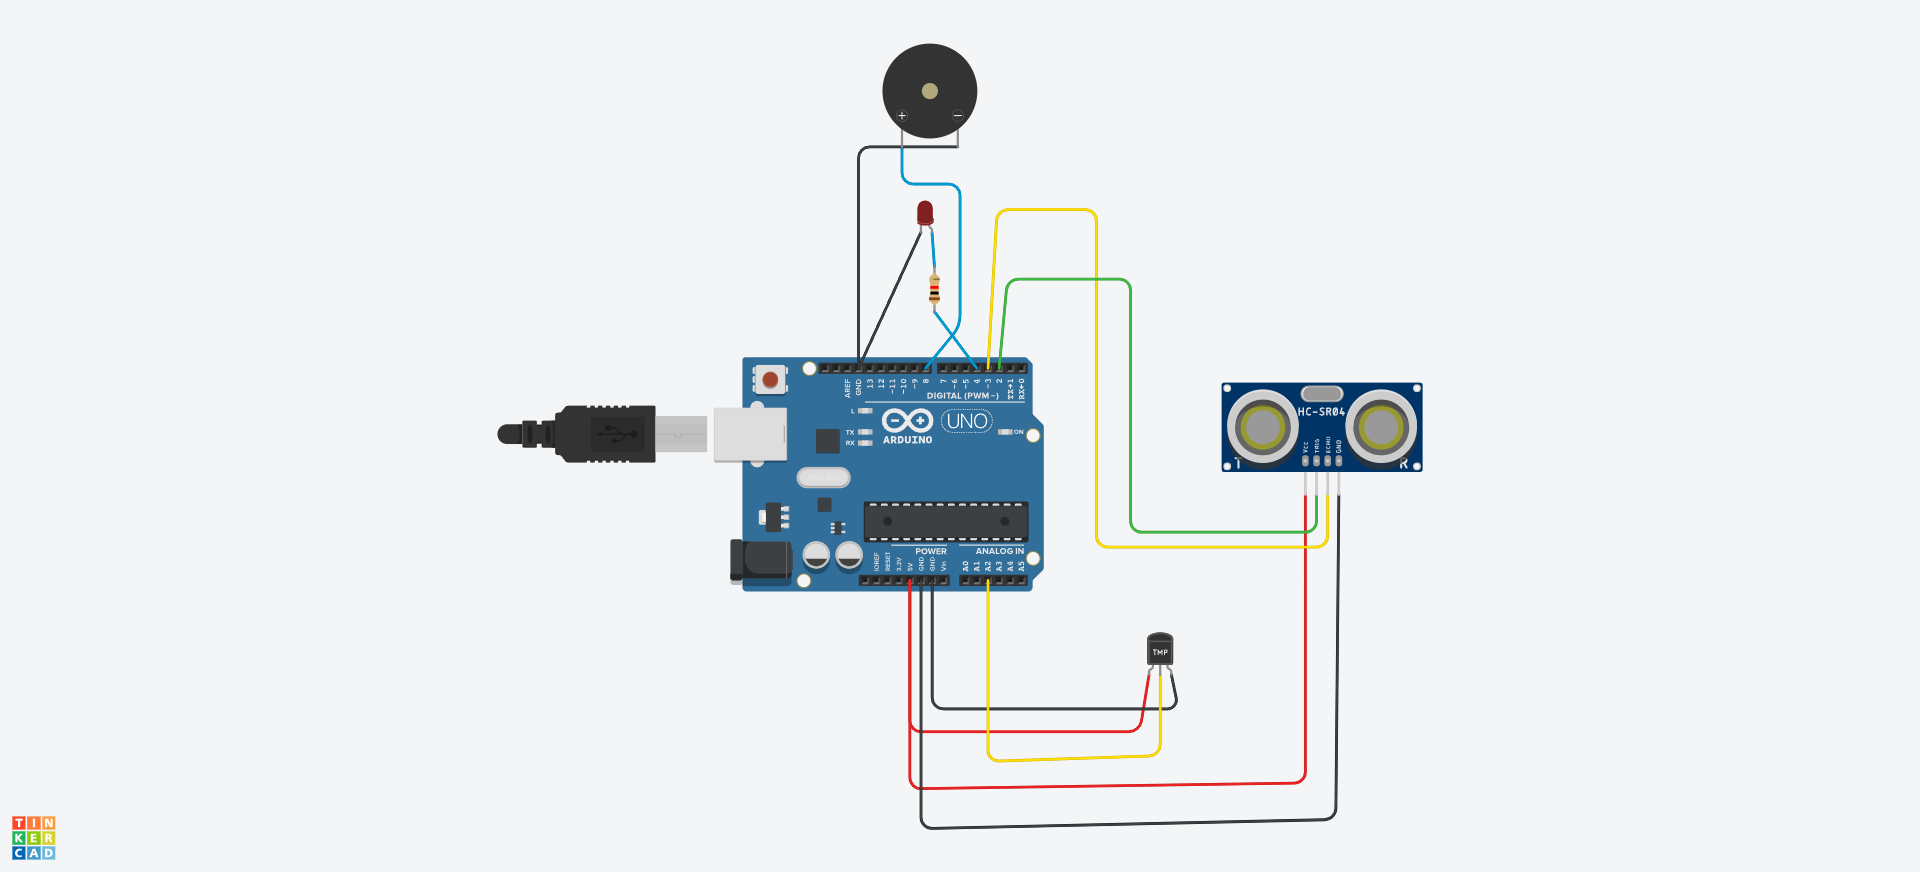 + −
AREF
GND
13
12
~11
~10
~9
8
7
~6
~5
4
~3
2
TX→1
RX←0
DIGITAL (PWM~)
L
TX
RX
ARDUINO
UNO
ON
POWER
ANALOG IN
IOREF
RESET
3.3V
5V
GND
GND
Vin
A0
A1
A2
A3
A4
A5
HC-SR04
VCC
TRIG
ECHO
GND
T
R
TMP
TIN
KER
CAD